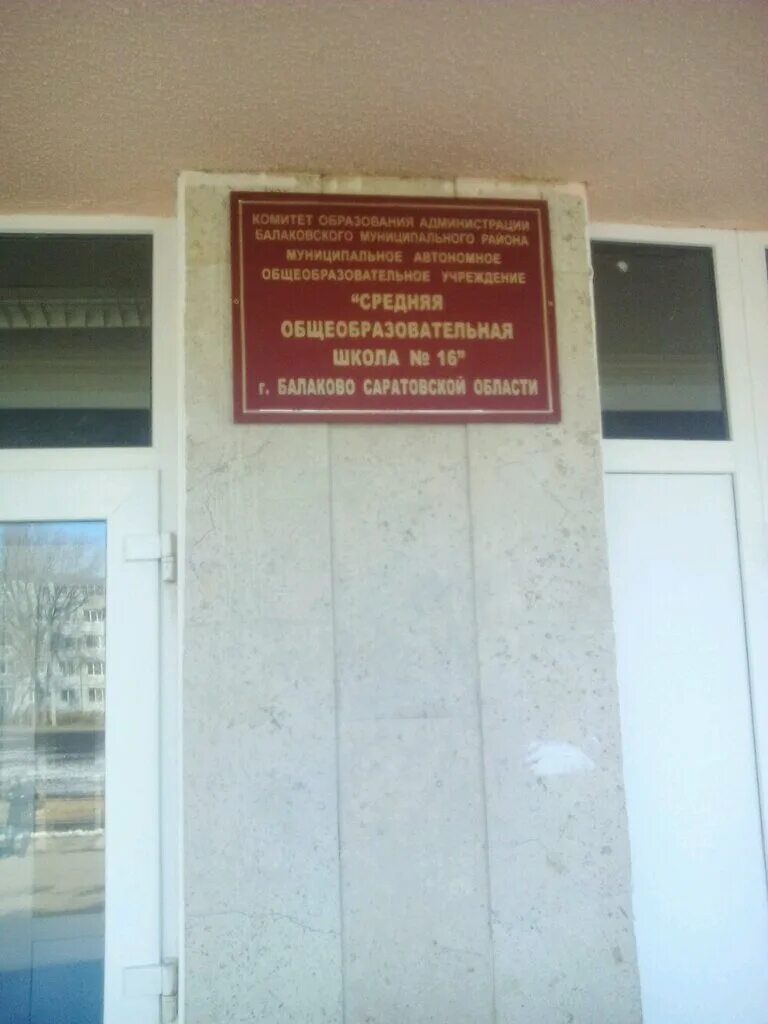 КОМИТЕТ ОБРАЗОВАНИЯ АДМИНИСТРАЦИИ
БАЛАКОВСКОГО МУНИЦИПАЛЬНОГО РАЙОНА
МУНИЦИПАЛЬНОЕ АВТОНОМНОЕ
ОБЩЕОБРАЗОВАТЕЛЬНОЕ УЧРЕЖДЕНИЕ
"СРЕДНЯЯ
ОБЩЕОБРАЗОВАТЕЛЬНАЯ
ШКОЛА № 16"
г. БАЛАКОВО САРАТОВСКОЙ ОБЛАСТИ